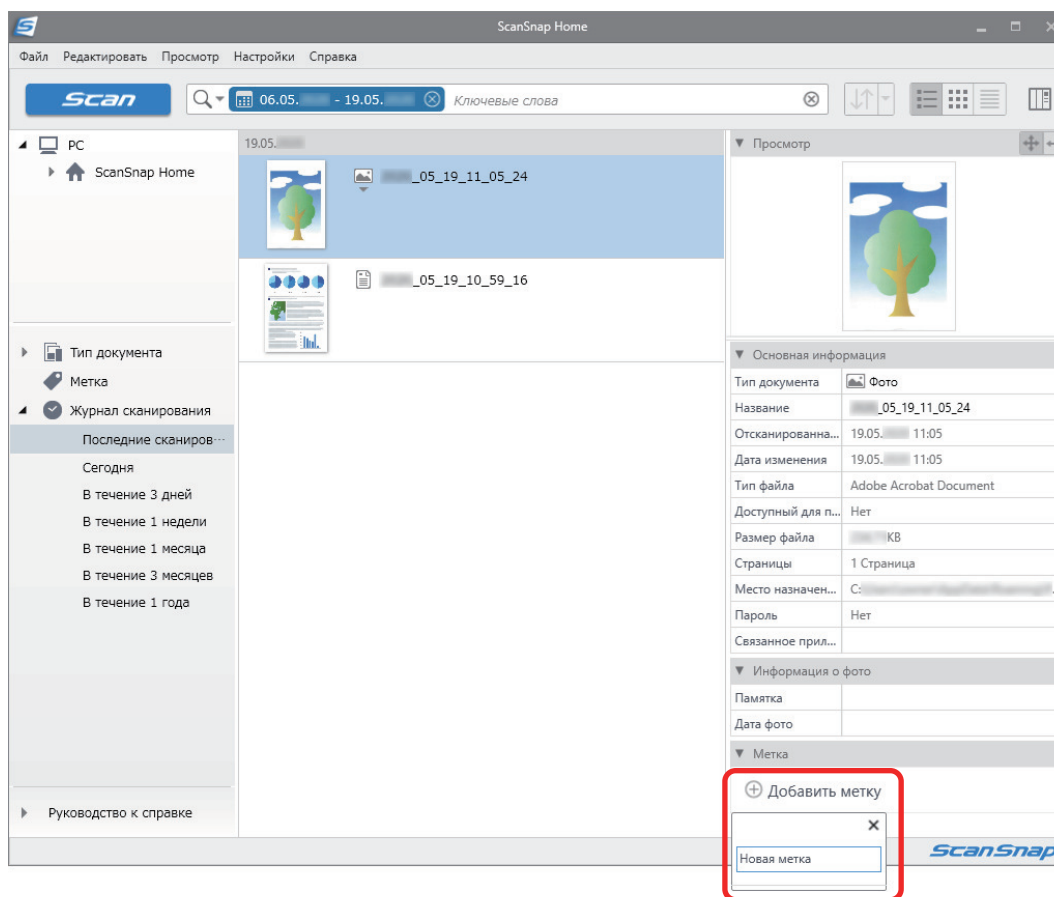 ScanSnap Home
Файл Редактировать Просмотр Настройки Справка
Scan 06.05. - 19.05. Ключевые слова
PC
ScanSnap Home
Тип документа
Метка
Журнал сканирования
Последние сканиров...
Сегодня
В течение 3 дней
В течение 1 недели
В течение 1 месяца
В течение 3 месяцев
В течение 1 года
Руководство к справке
19.05.
_05_19_11_05_24
_05_19_10_59_16
Просмотр
Основная информация
Тип документа Фото
Название _05_19_11_05_24
Отсканированна... 19.05. 11:05
Дата изменения 19.05. 11:05
Тип файла Adobe Acrobat Document
Доступный для п... Нет
Размер файла KB
Страницы 1 Страница
Место назначен... C:
Пароль Нет
Связанное прил...
Информация о фото
Памятка
Дата фото
Метка
Добавить метку
Новая метка
ScanSnap